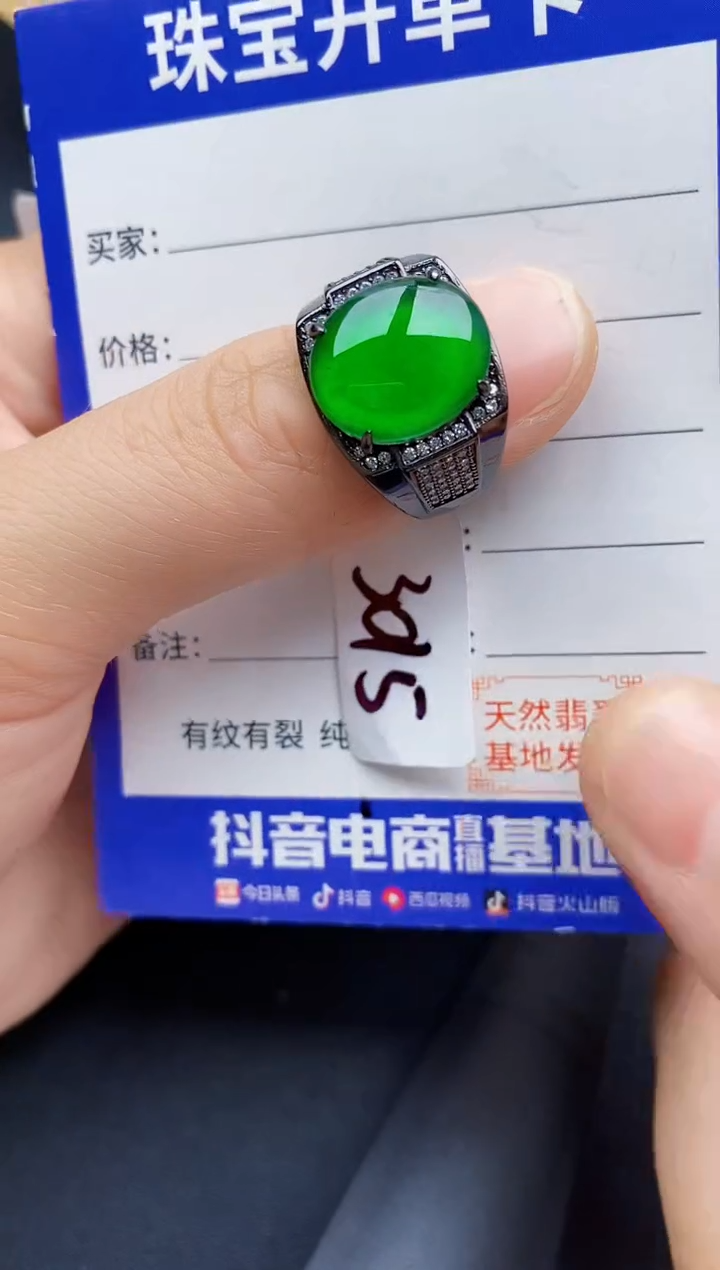 珠宝开单卡
买家：
价格：
备注：
有纹有裂 纯
天然翡
基地发
抖音电商直播基地
今日头条 抖音 西瓜视频 抖音火山版